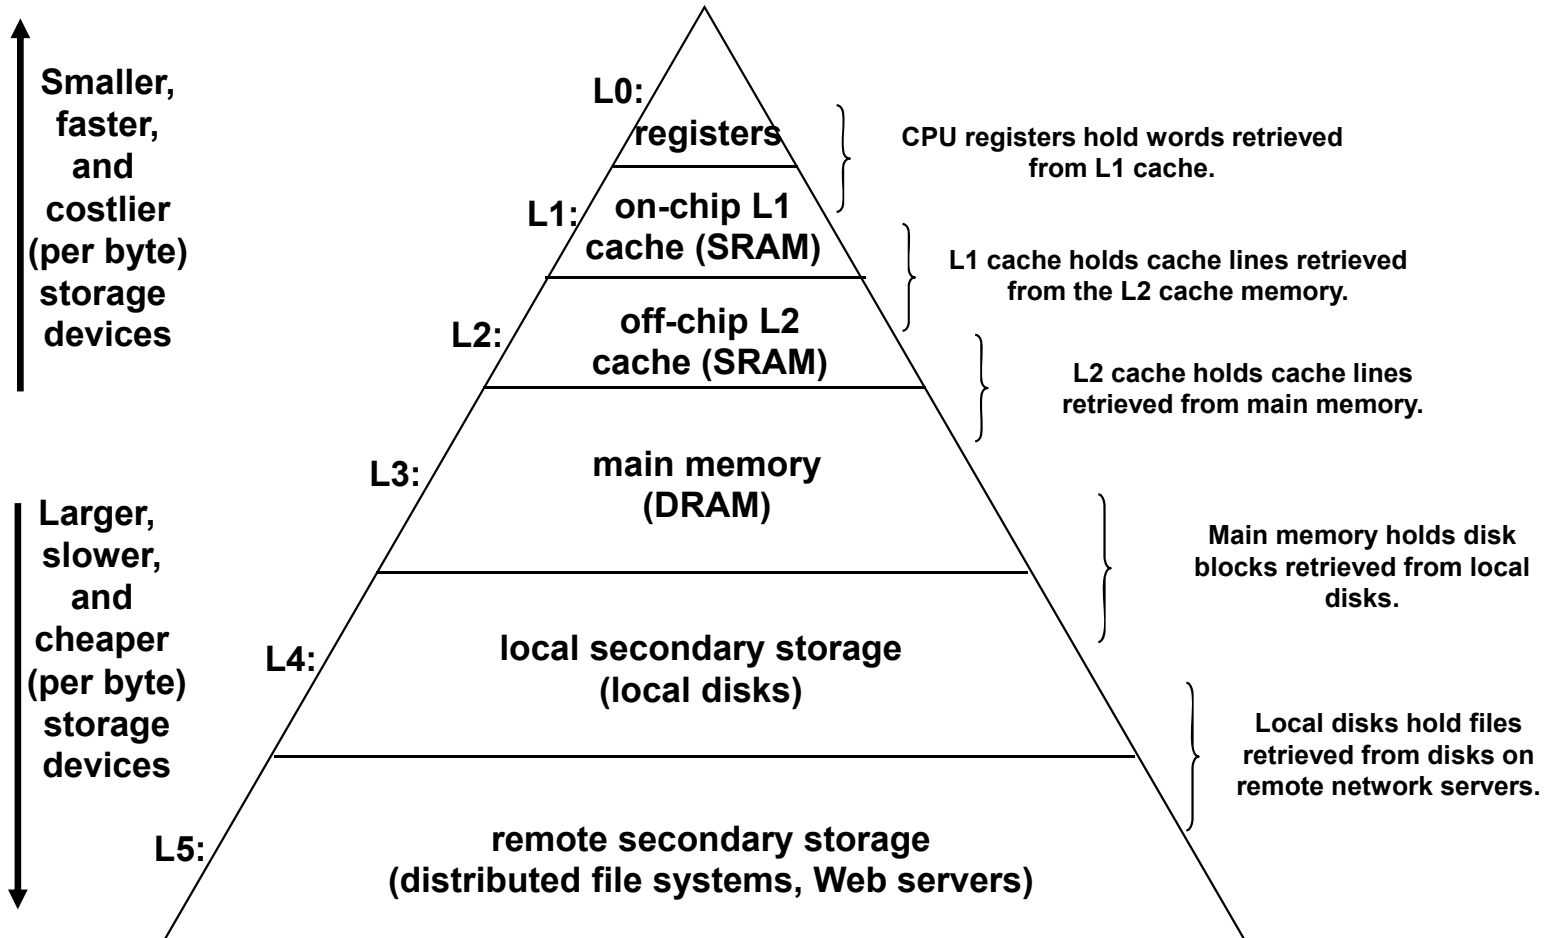 Smaller,
faster,
and
costlier
(per byte)
storage
devices
Larger,
slower,
and
cheaper
(per byte)
storage
devices
L0:
registers
CPU registers hold words retrieved
from L1 cache.
L1:
on-chip L1
cache (SRAM)
L1 cache holds cache lines retrieved
from the L2 cache memory.
L2:
off-chip L2
cache (SRAM)
L2 cache holds cache lines
retrieved from main memory.
L3:
main memory
(DRAM)
Main memory holds disk
blocks retrieved from local
disks.
L4:
local secondary storage
(local disks)
Local disks hold files
retrieved from disks on
remote network servers.
L5:
remote secondary storage
(distributed file systems, Web servers)